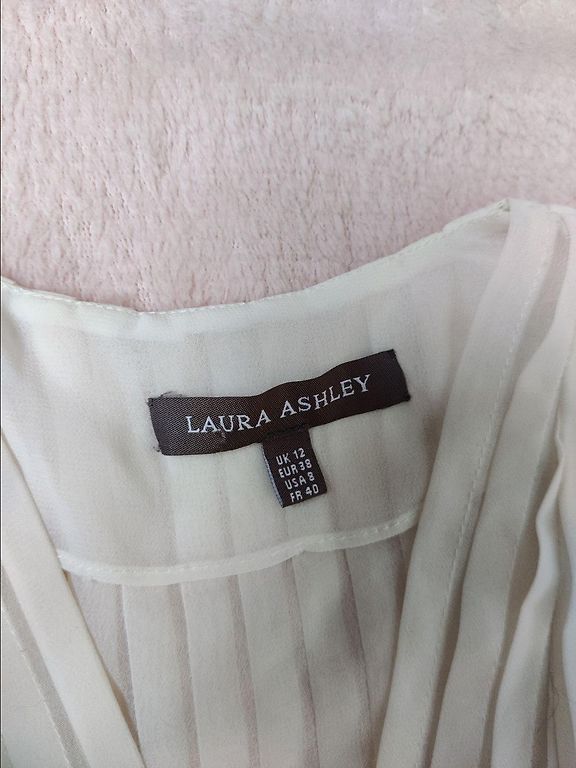 LAURA ASHLEY
UK 12
EUR 38
USA 8
FR 40